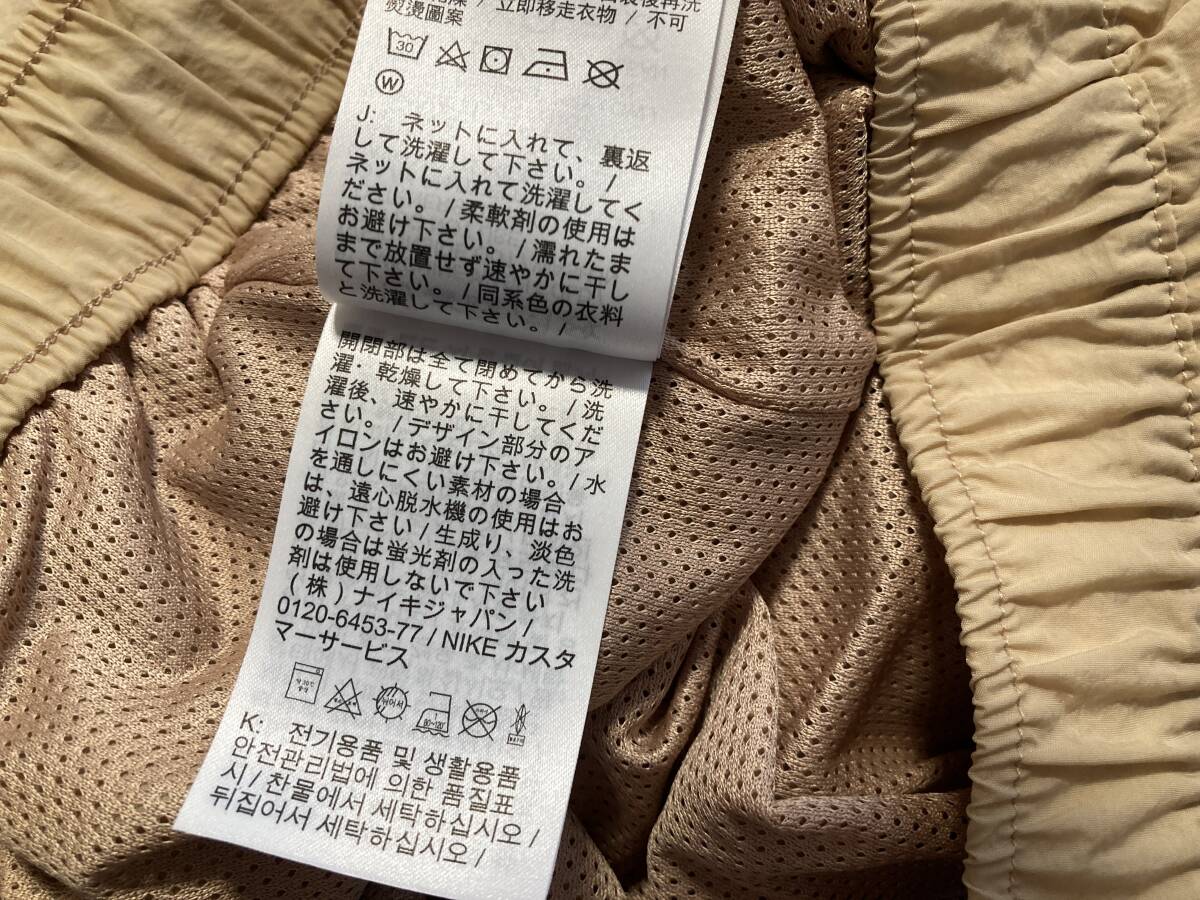 立即移走衣物 / 不可
熨燙圖案
30
W
J: ネットに入れて、裏返
して洗濯して下さい。/
ネットに入れて洗濯してく
ださい。/柔軟剤の使用は
お避け下さい。/濡れたま
まで放置せず速やかに干し
て下さい。/同系色の衣料
と洗濯して下さい。/
開閉部は全て閉めてから洗
濯・乾燥して下さい。/洗
濯後、速やかに干してくだ
さい。/デザイン部分のア
イロンはお避け下さい。/水
を通しにくい素材の場合
は、遠心脱水機の使用はお
避け下さい/生成り、淡色
の場合は蛍光剤の入った洗
剤は使用しないで下さい
(株)ナイキジャパン/
0120-6453-77/NIKE カスタ
マーサービス
80~120
K: 전기용품 및 생활용품
안전관리법에 의한 품질표
시/찬물에서 세탁하십시오/
뒤집어서 세탁하십시오/